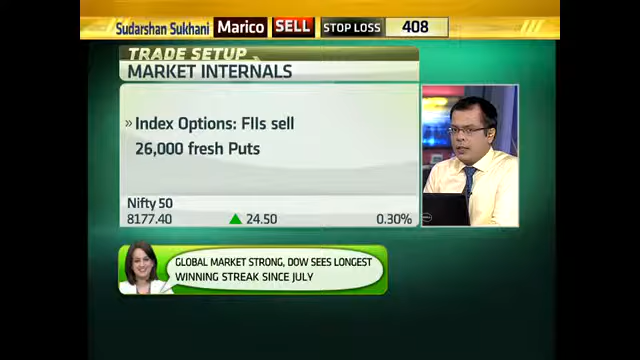 Sudarshan Sukhani Marico SELL STOP LOSS 408
TRADE SETUP
MARKET INTERNALS
» Index Options: FIIs sell
26,000 fresh Puts
Nifty 50
8177.40 ▲ 24.50 0.30%
GLOBAL MARKET STRONG, DOW SEES LONGEST
WINNING STREAK SINCE JULY
DELL